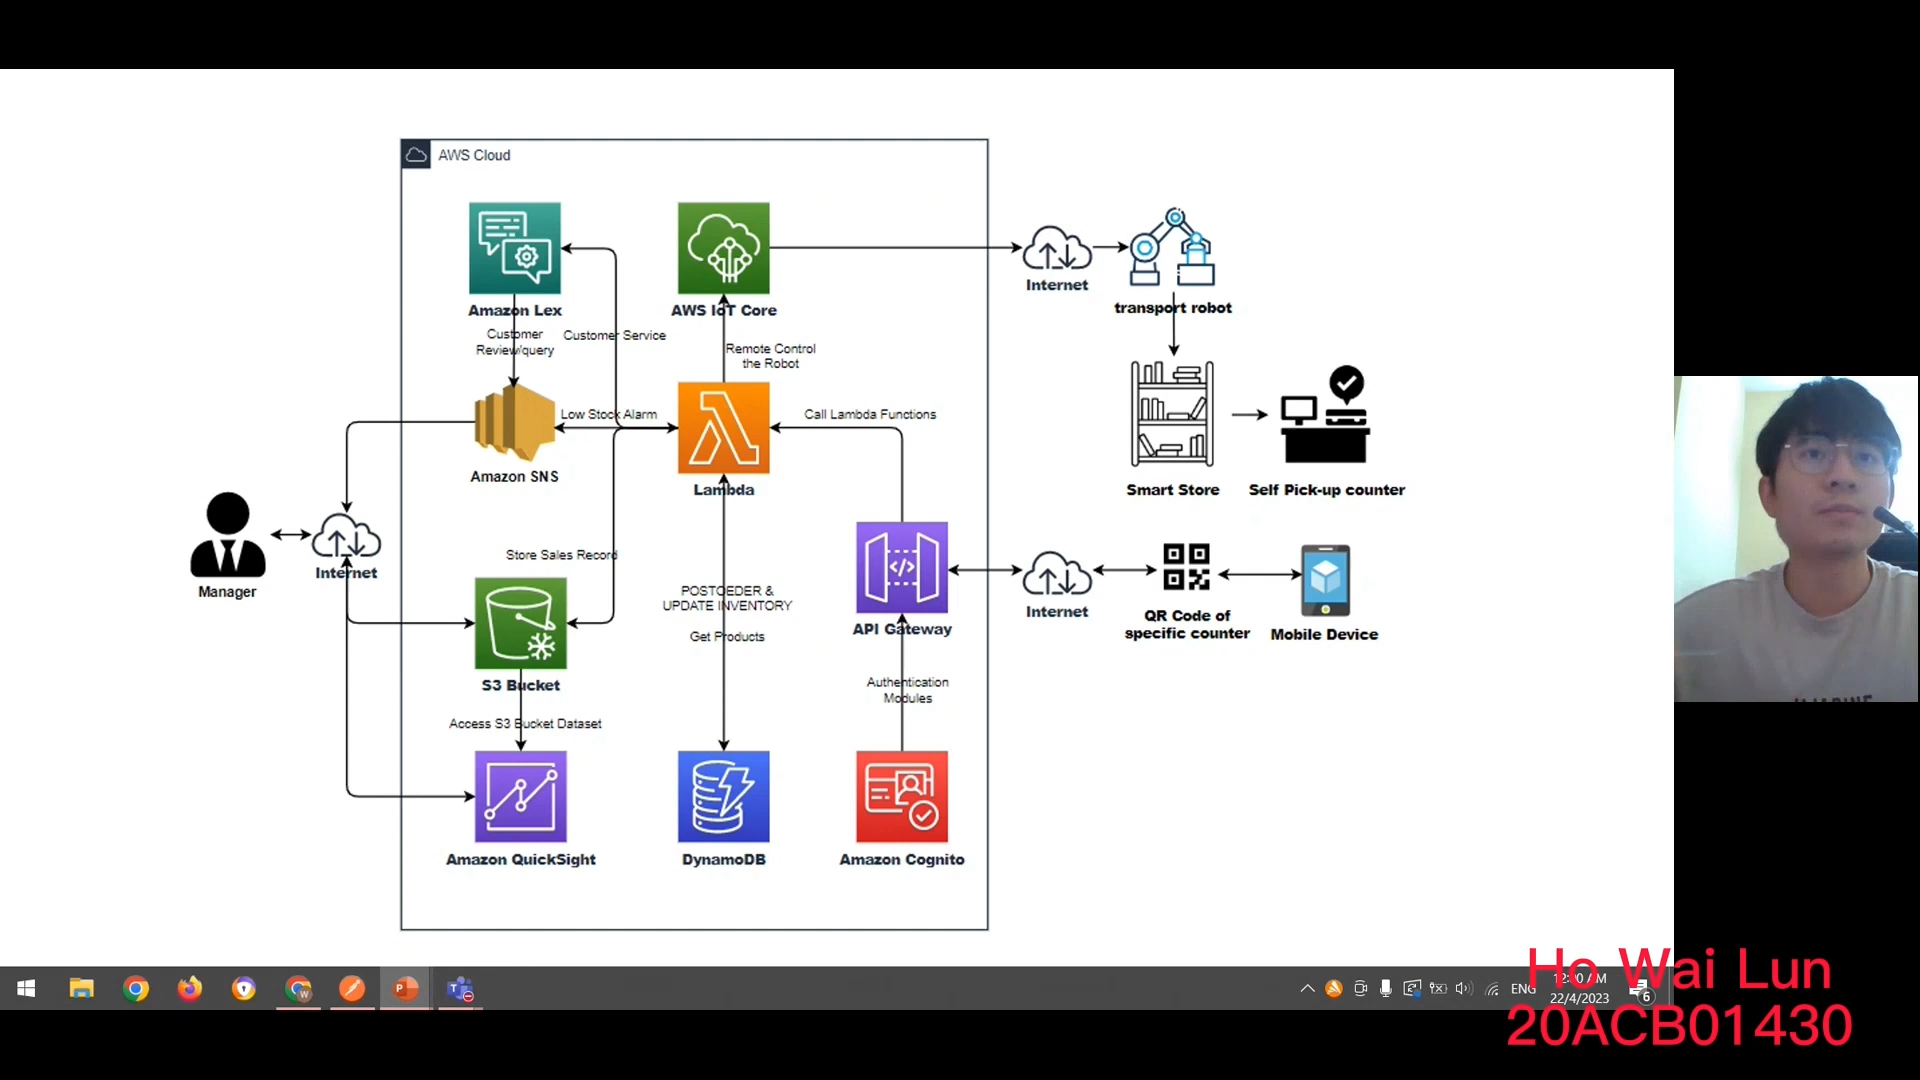 AWS Cloud
Amazon Lex
AWS IoT Core
Internet
transport robot
Customer
Review/query
Customer Service
Remote Control
the Robot
Low Stock Alarm
Call Lambda Functions
Amazon SNS
Lambda
Smart Store
Self Pick-up counter
Manager
Internet
Store Sales Record
POSTOEDER &
UPDATE INVENTORY
Get Products
API Gateway
Internet
QR Code of
specific counter
Mobile Device
S3 Bucket
Authentication
Modules
Access S3 Bucket Dataset
Amazon QuickSight
DynamoDB
Amazon Cognito
ENG
22/4/2023
6
Ho Wai Lun
20ACB01430